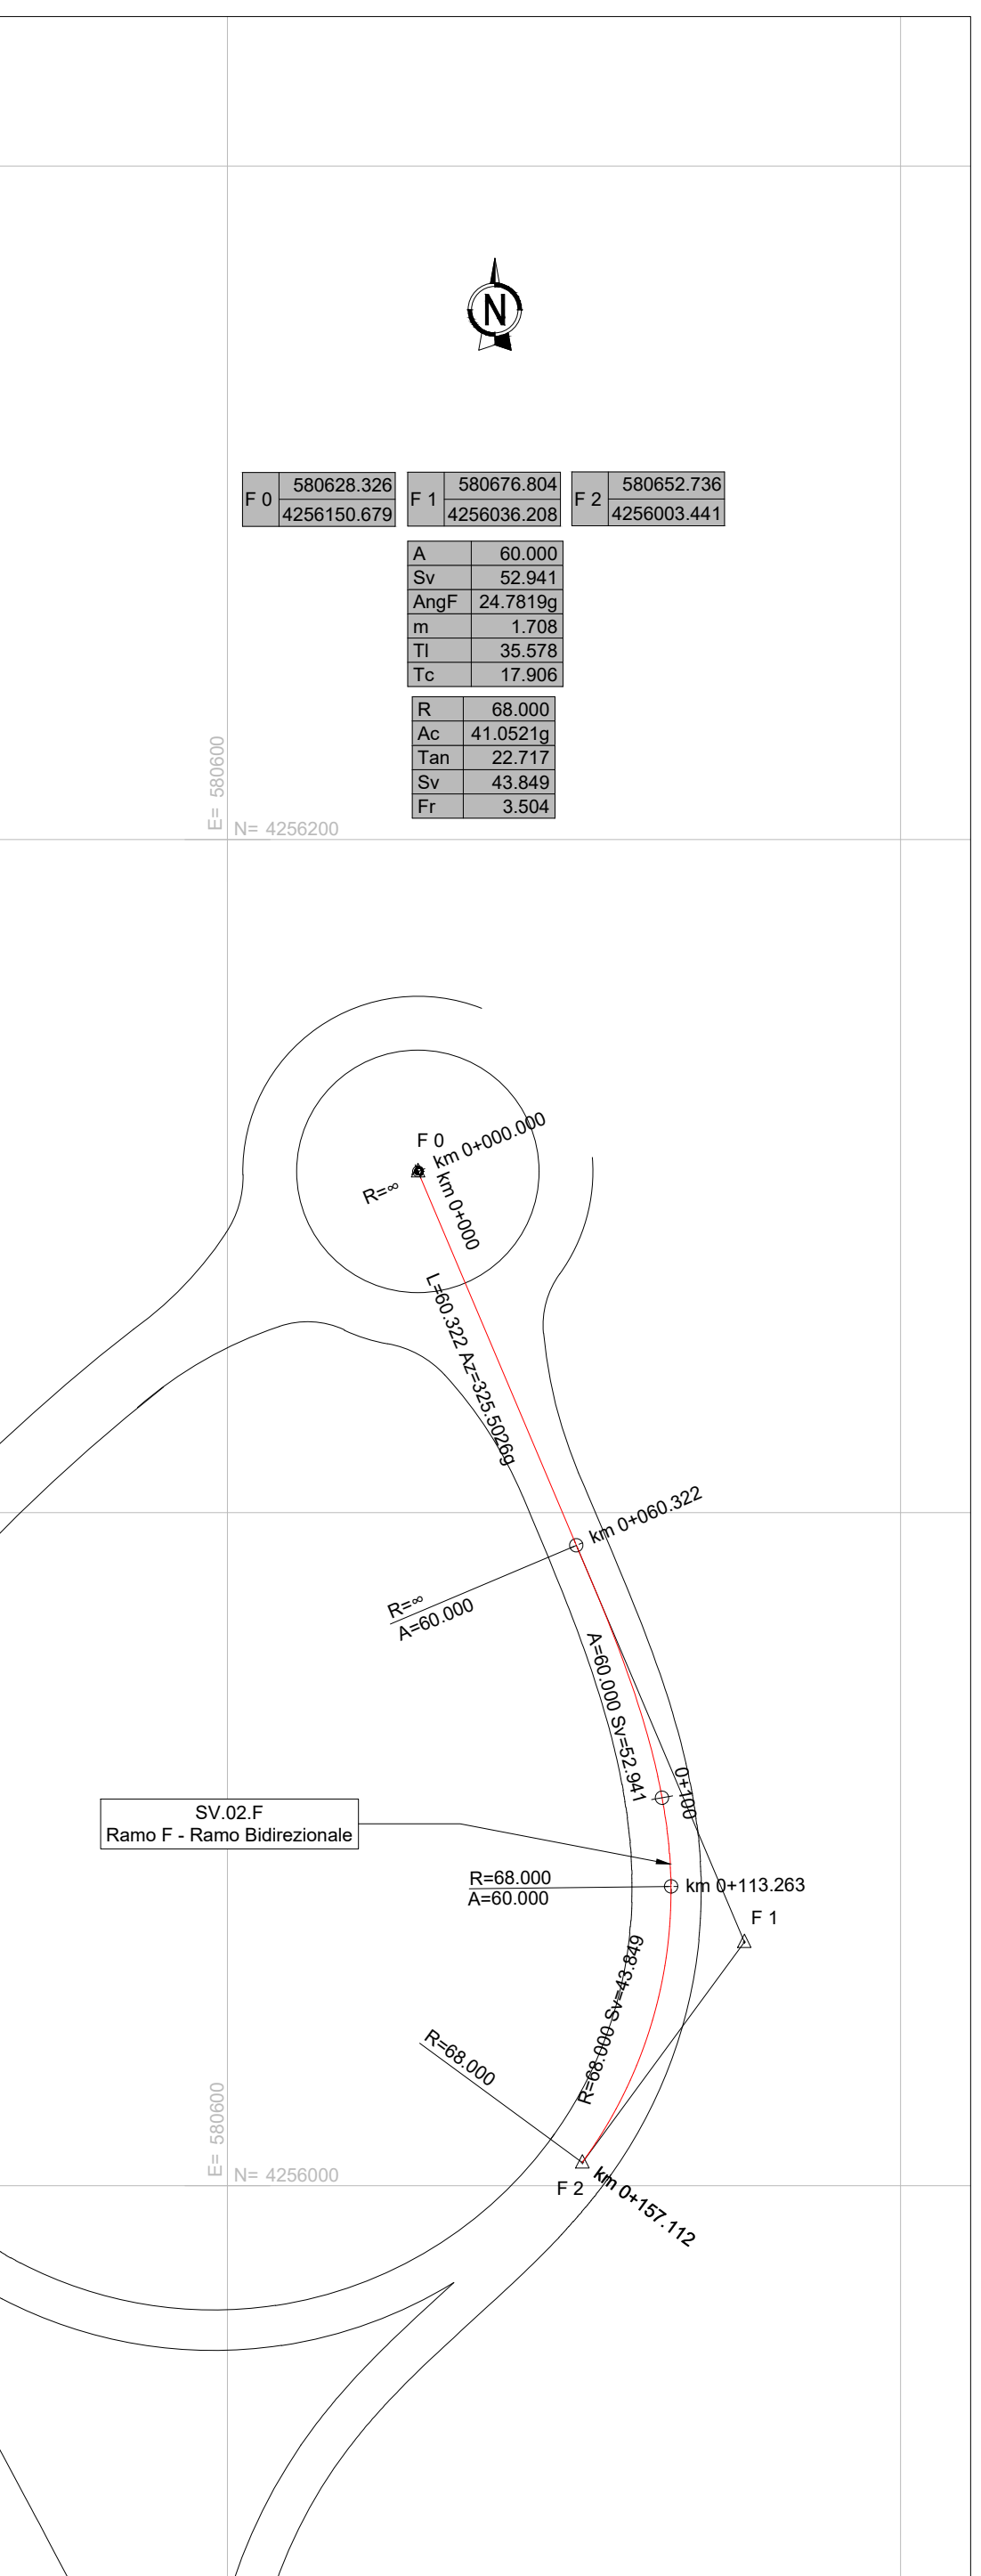 N
F 0
580628.326
4256150.679
F 1
580676.804
4256036.208
F 2
580652.736
4256003.441
A 60.000
Sv 52.941
AngF 24.7819g
m 1.708
Tl 35.578
Tc 17.906
R 68.000
Ac 41.0521g
Tan 22.717
Sv 43.849
Fr 3.504
E= 580600
N= 4256200
F 0
km 0+000.000
R=∞
km 0+000
L=60.322 Az=325.5026g
km 0+060.322
R=∞
A=60.000
A=60.000 Sv=52.941
0+100
SV.02.F
Ramo F - Ramo Bidirezionale
R=68.000
A=60.000
km 0+113.263
F 1
R=68.000 Sv=43.849
R=68.000
E= 580600
N= 4256000
F 2
km 0+157.112